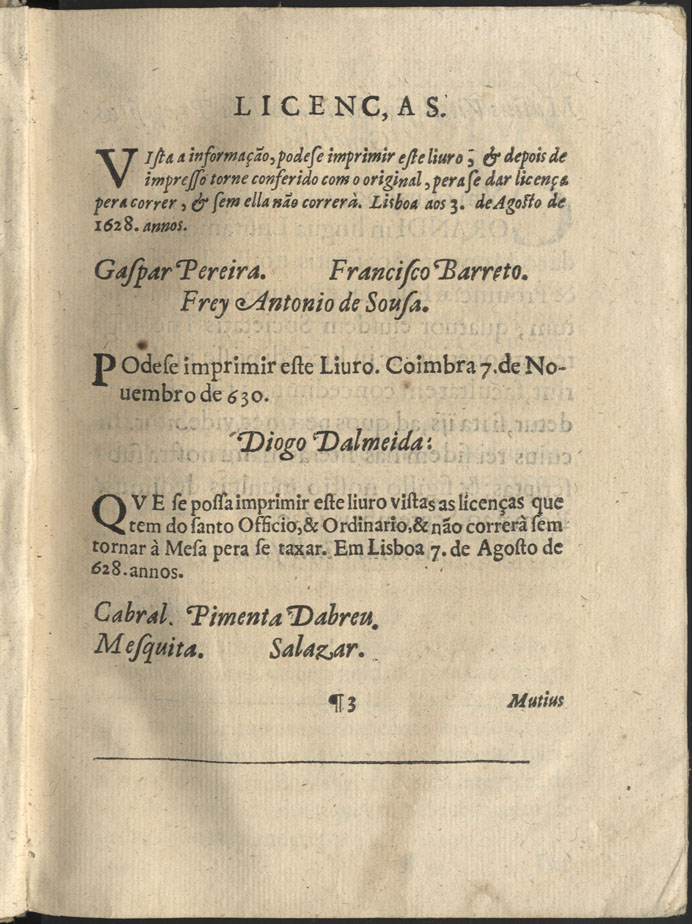 LICENC,AS.
VIſta a informação, podeſe imprimir eſte liuro, & depois de
impreſſo torne conferido com o original, pera ſe dar licença
pera correr, & ſem ella não correrà. Lisboa aos 3. de Agoſto de
1628. annos.
Gaſpar Pereira. Franciſco Barreto.
Frey Antonio de Souſa.
POdeſe imprimir eſte Liuro. Coimbra 7. de No-
uembro de 630.
Diogo Dalmeida:
QVE ſe poſſa imprimir eſte liuro viſtas as licenças que
tem do ſanto Officio, & Ordinario, & não correrà ſem
tornar à Meſa pera ſe taxar. Em Lisboa 7. de Agoſto de
628. annos.
Cabral. Pimenta Dabreu.
Meſquita. Salazar.
¶3 Mutius